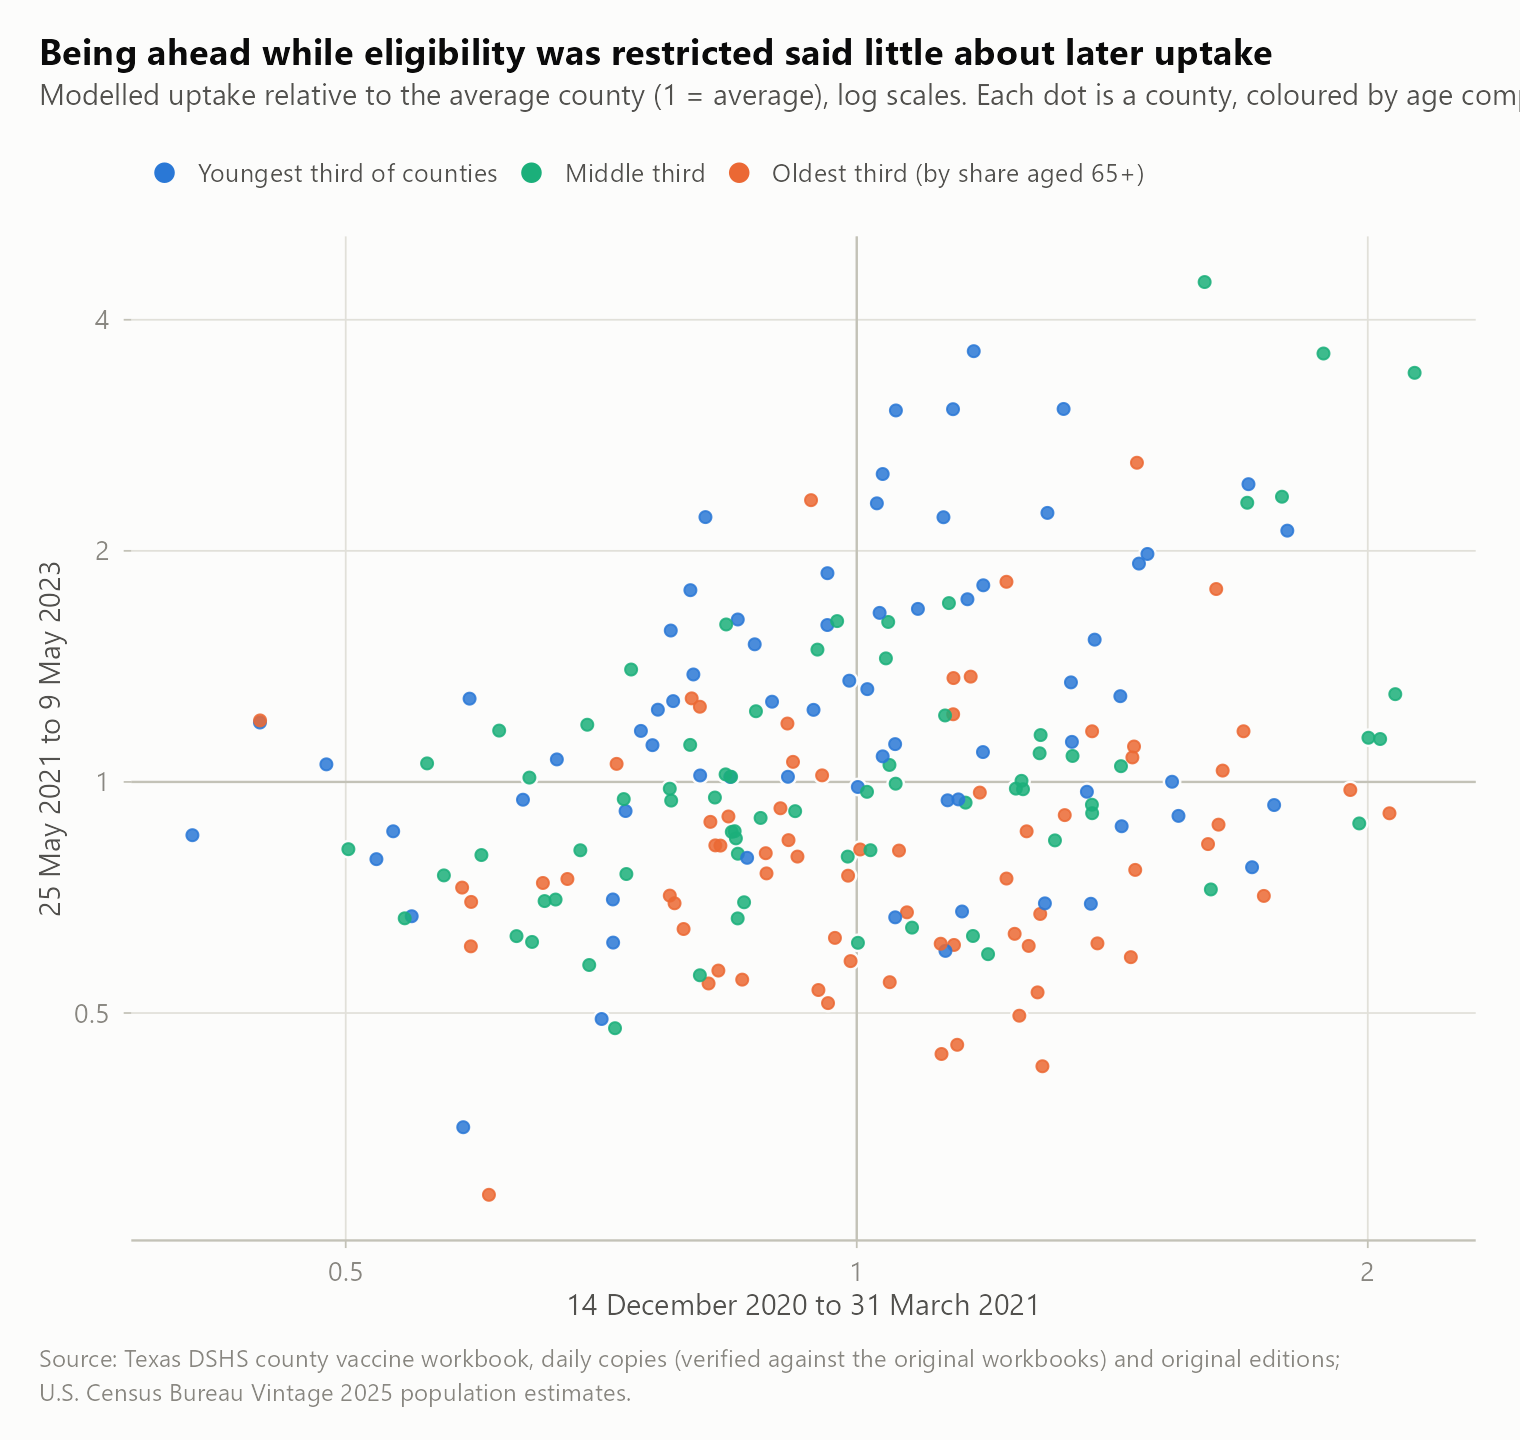 Being ahead while eligibility was restricted said little about later uptake
Modelled uptake relative to the average county (1 = average), log scales. Each dot is a county, coloured by age
Youngest third of counties Middle third Oldest third (by share aged 65+)
4
2
1
0.5
25 May 2021 to 9 May 2023
0.5 1 2
14 December 2020 to 31 March 2021
Source: Texas DSHS county vaccine workbook, daily copies (verified against the original workbooks) and original editions;
U.S. Census Bureau Vintage 2025 population estimates.